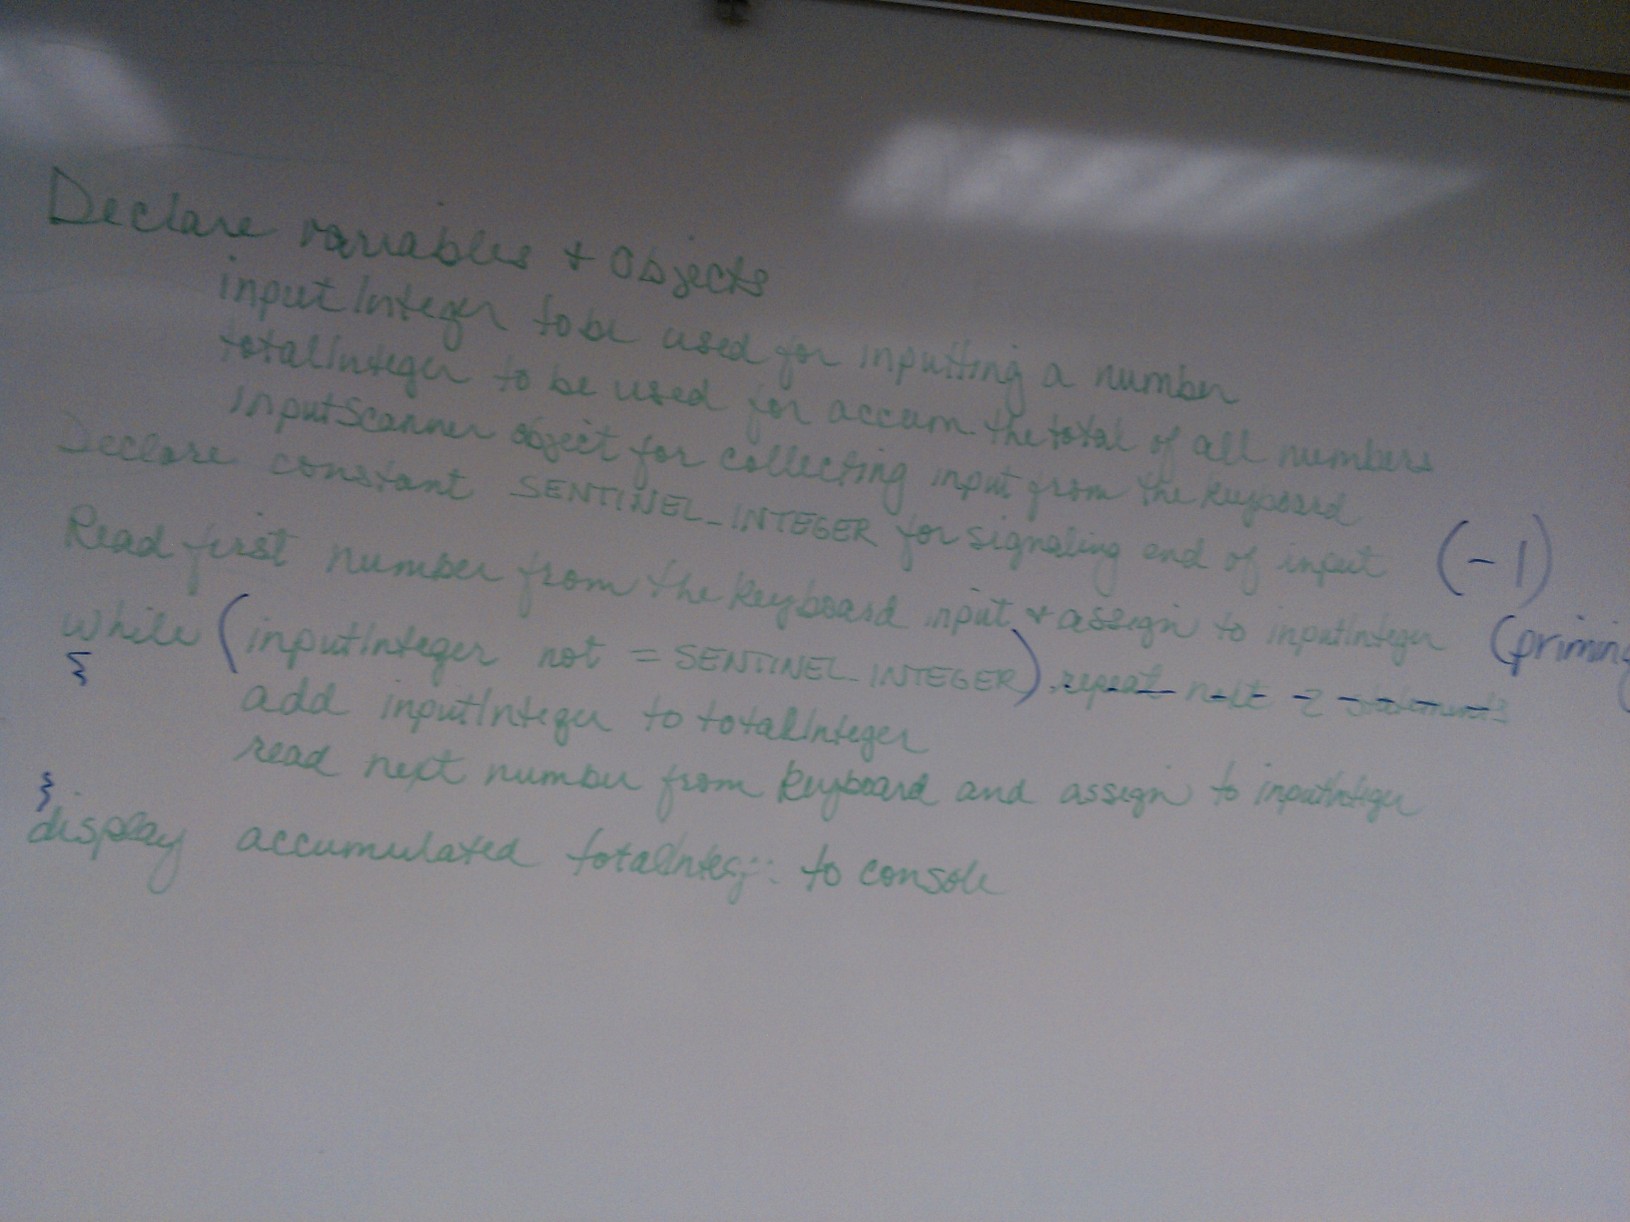 Declare variables + Objects
inputInteger to be used for inputting a number
totalInteger to be used for accum. the total of all numbers
inputScanner object for collecting input from the keyboard
Declare constant SENTINEL_INTEGER for signaling end of input (-1)
Read first number from the keyboard input + assign to inputInteger (priming
while (inputInteger not = SENTINEL_INTEGER), repeat next 2 statements
{
add inputInteger to totalInteger
read next number from keyboard and assign to inputInteger
}
display accumulated totalInteg to console